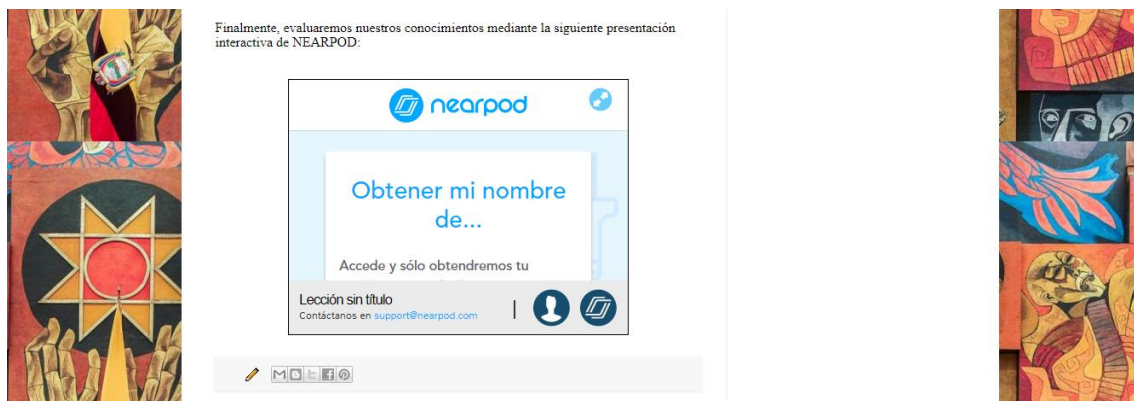 Finalmente, evaluaremos nuestros conocimientos mediante la siguiente presentación
interactiva de NEARPOD:
nearpod
Obtener mi nombre
de...
Accede y sólo obtendremos tu
Lección sin título
Contáctanos en support@nearpod.com